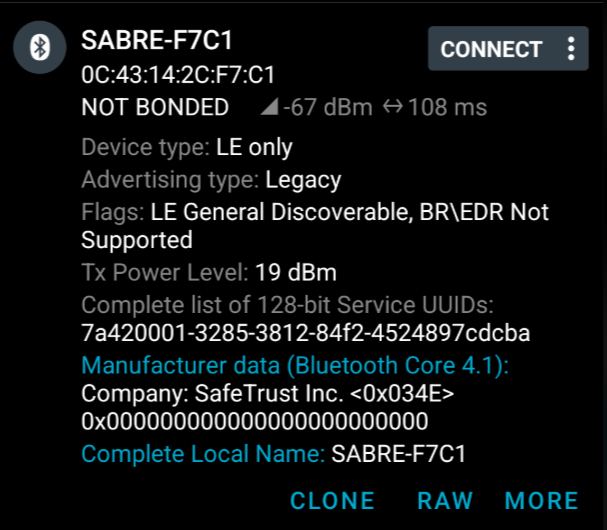 SABRE-F7C1
CONNECT
0C:43:14:2C:F7:C1
NOT BONDED -67 dBm ↔ 108 ms
Device type: LE only
Advertising type: Legacy
Flags: LE General Discoverable, BR\EDR Not
Supported
Tx Power Level: 19 dBm
Complete list of 128-bit Service UUIDs:
7a420001-3285-3812-84f2-4524897cdcba
Manufacturer data (Bluetooth Core 4.1):
Company: SafeTrust Inc. <0x034E>
0x000000000000000000000000
Complete Local Name: SABRE-F7C1
CLONE RAW MORE